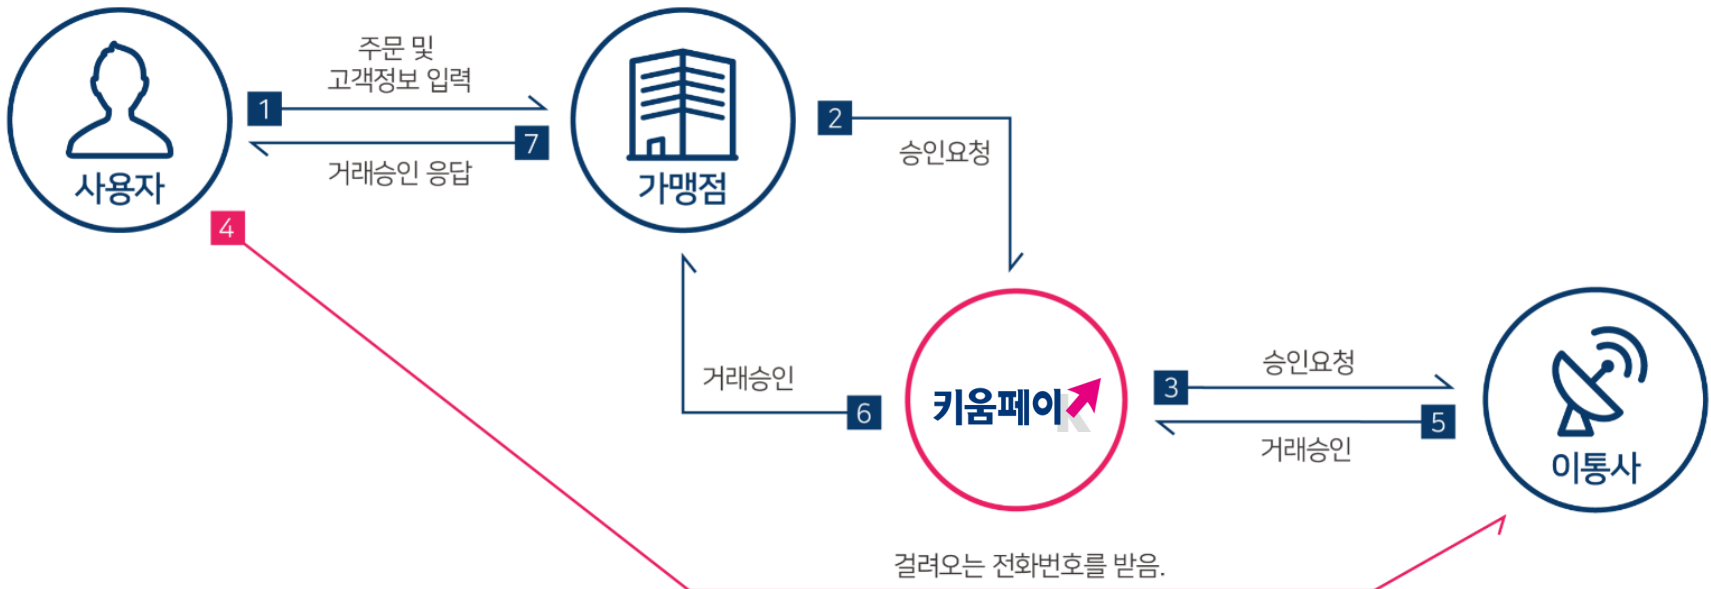 주문 및
고객정보 입력
1
7
거래승인 응답
사용자
가맹점
2
승인요청
4
거래승인
6
키움페이
K
3
승인요청
5
거래승인
이통사
걸려오는 전화번호를 받음.